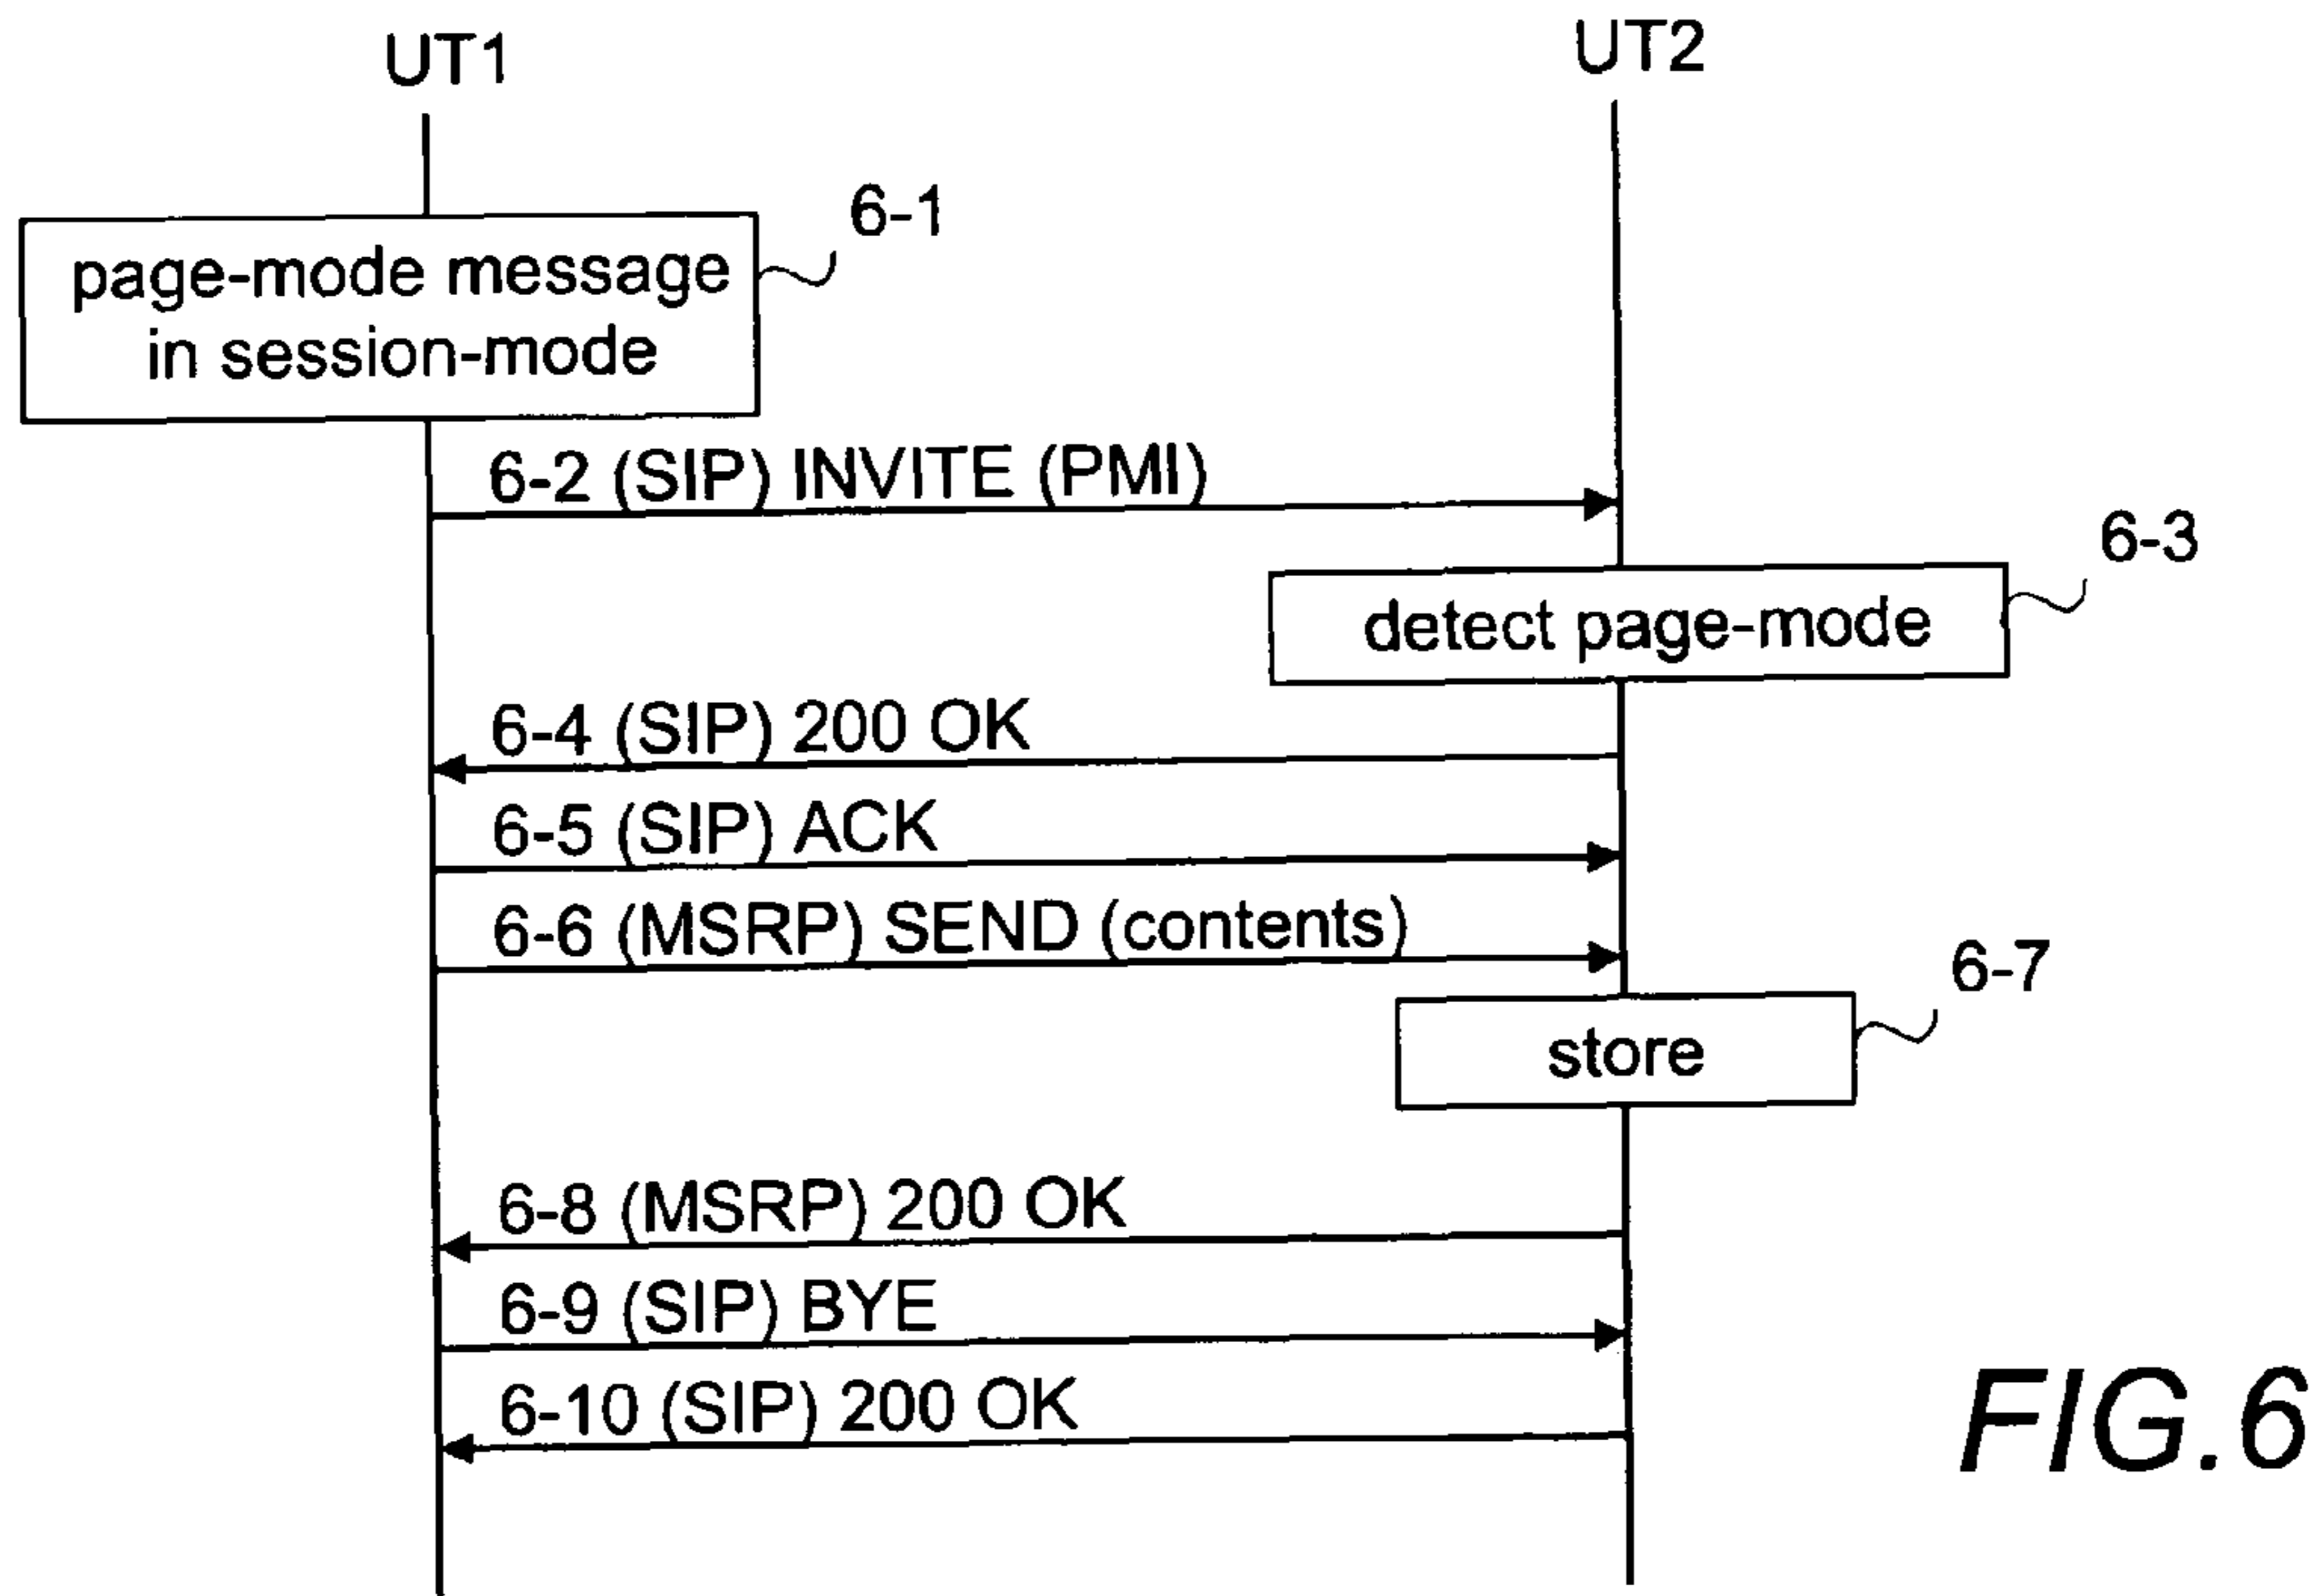 UT1
UT2
6-1
page-mode message
in session-mode
6-2 (SIP) INVITE (PMI)
6-3
detect page-mode
6-4 (SIP) 200 OK
6-5 (SIP) ACK
6-6 (MSRP) SEND (contents)
6-7
store
6-8 (MSRP) 200 OK
6-9 (SIP) BYE
6-10 (SIP) 200 OK
FIG.6